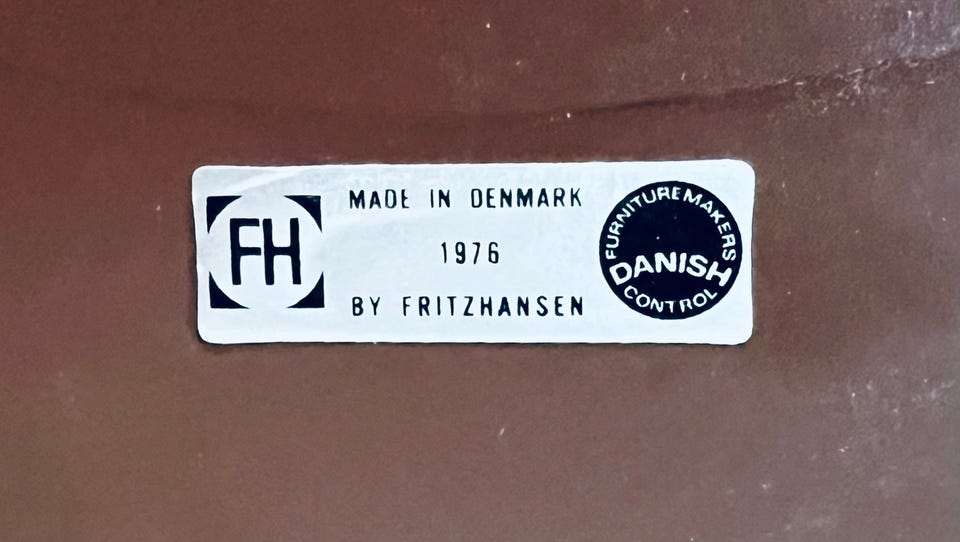 FH
MADE IN DENMARK
1976
BY FRITZHANSEN
FURNITUREMAKERS
DANISH
CONTROL